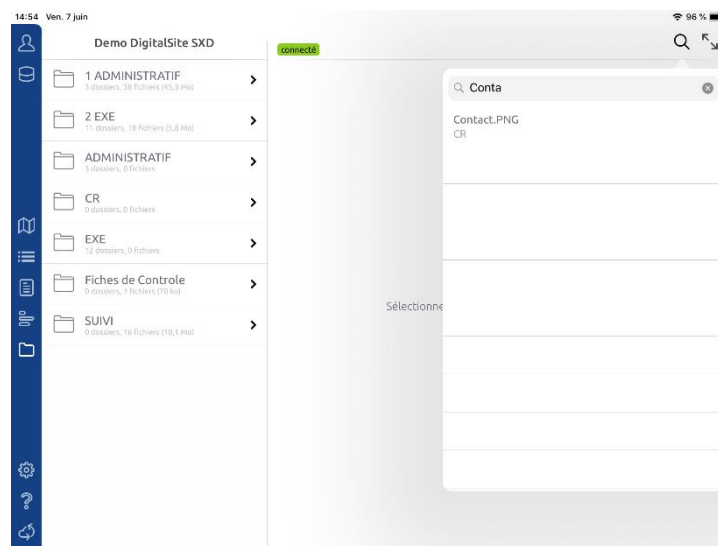 14:54 Ven. 7 juin
96 %
Demo DigitalSite SXD
connecté
1 ADMINISTRATIF
3 dossiers, 38 fichiers (45,3 Mo)
2 EXE
11 dossiers, 18 fichiers (3,8 Mo)
ADMINISTRATIF
3 dossiers, 0 fichiers
CR
0 dossiers, 0 fichiers
EXE
12 dossiers, 0 fichiers
Fiches de Controle
0 dossiers, 1 fichiers (70 ko)
SUIVI
0 dossiers, 16 fichiers (10,1 Mo)
Conta
Contact.PNG
CR
Sélectionne